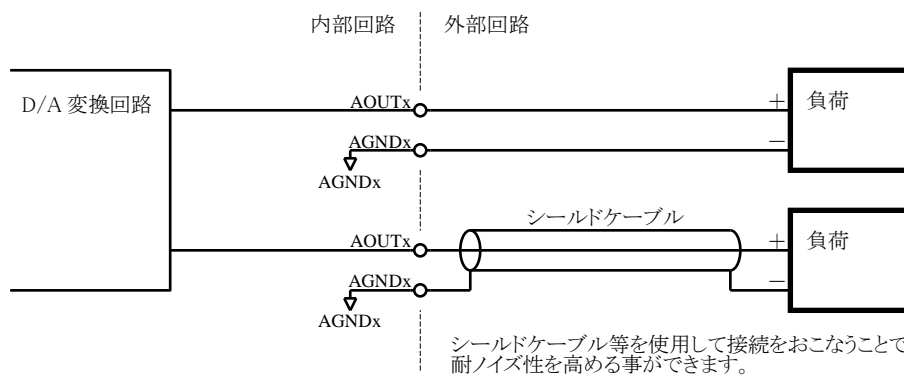 内部回路 外部回路
D/A 変換回路
AOUTx
+
負荷
AGNDx
−
AGNDx
シールドケーブル
AOUTx
+
負荷
AGNDx
−
AGNDx
シールドケーブル等を使用して接続をおこなうことで
耐ノイズ性を高める事ができます。